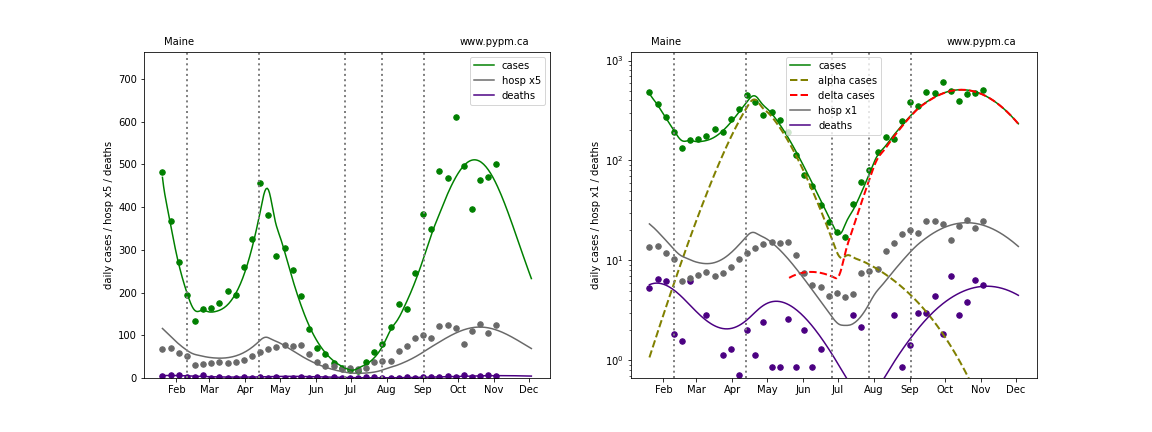 Maine www.pypm.ca
cases
hosp x5
deaths
daily cases / hosp x5 / deaths
700
600
500
400
300
200
100
0
Feb Mar Apr May Jun Jul Aug Sep Oct Nov Dec
Maine www.pypm.ca
cases
alpha cases
delta cases
hosp x1
deaths
daily cases / hosp x1 / deaths
10³
10²
10¹
10⁰
Feb Mar Apr May Jun Jul Aug Sep Oct Nov Dec